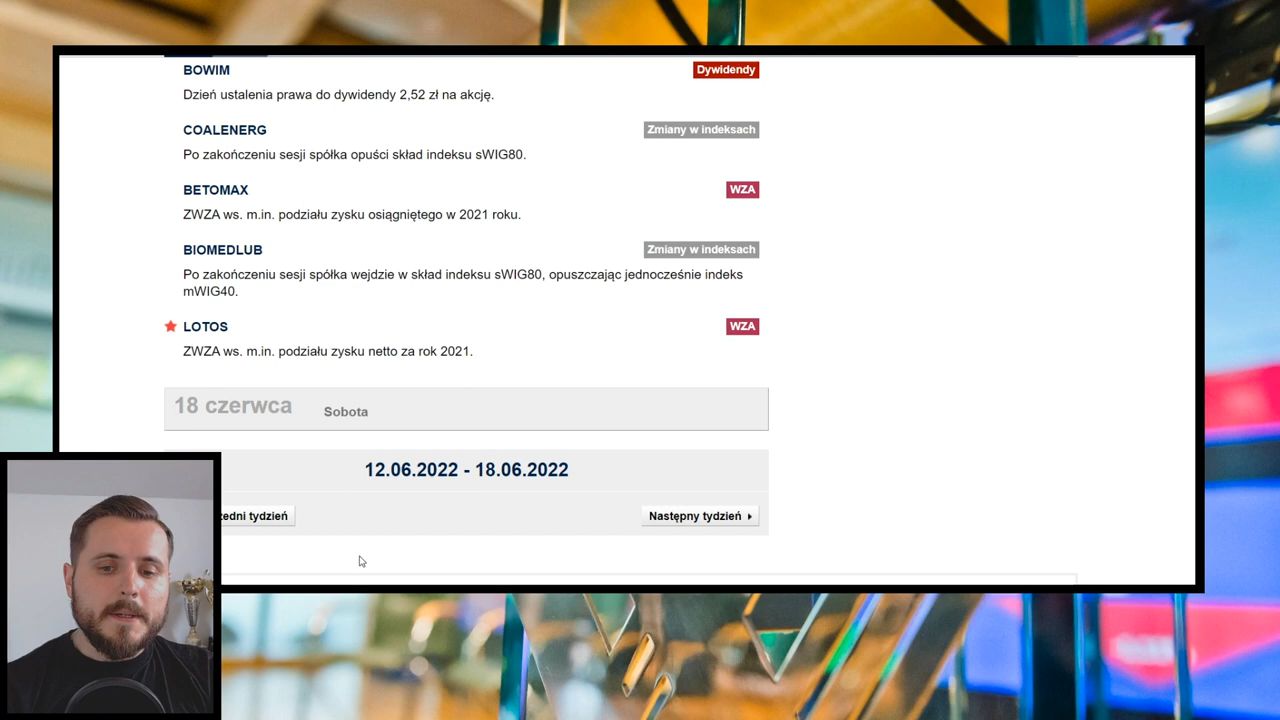 BOWIM
Dywidendy
Dzień ustalenia prawa do dywidendy 2,52 zł na akcję.
COALENERG
Zmiany w indeksach
Po zakończeniu sesji spółka opuści skład indeksu sWIG80.
BETOMAX
WZA
ZWZA ws. m.in. podziału zysku osiągniętego w 2021 roku.
BIOMEDLUB
Zmiany w indeksach
Po zakończeniu sesji spółka wejdzie w skład indeksu sWIG80, opuszczając jednocześnie indeks
mWIG40.
LOTOS
WZA
ZWZA ws. m.in. podziału zysku netto za rok 2021.
18 czerwca
Sobota
12.06.2022 - 18.06.2022
zedni tydzień
Następny tydzień